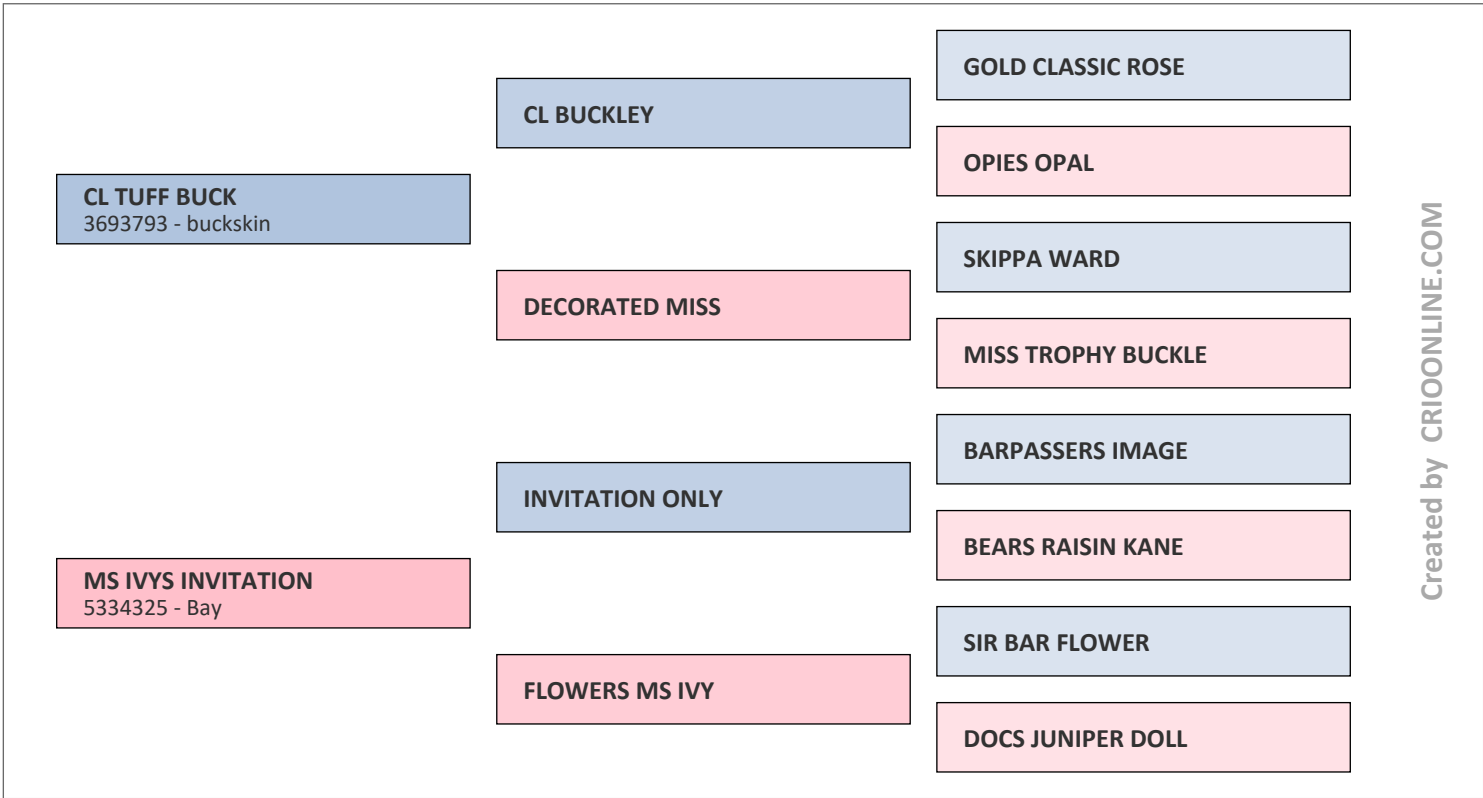 CL TUFF BUCK
3693793 - buckskin
MS IVYS INVITATION
5334325 - Bay
CL BUCKLEY
DECORATED MISS
INVITATION ONLY
FLOWERS MS IVY
GOLD CLASSIC ROSE
OPIES OPAL
SKIPPA WARD
MISS TROPHY BUCKLE
BARPASSERS IMAGE
BEARS RAISIN KANE
SIR BAR FLOWER
DOCS JUNIPER DOLL
Created by CRIOONLINE.COM